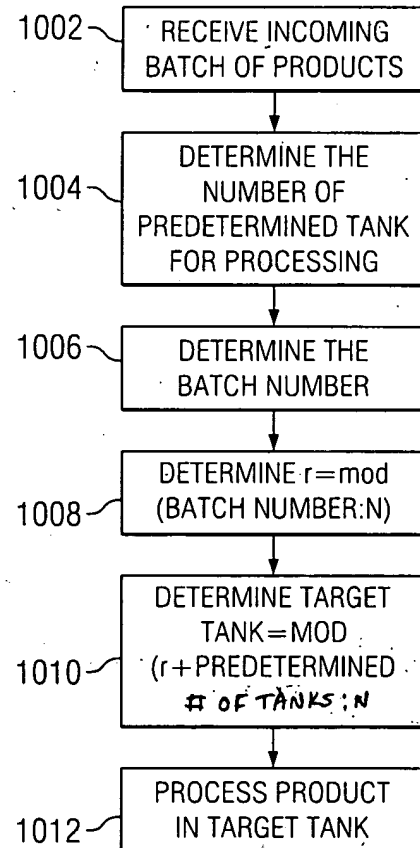 1002
RECEIVE INCOMING
BATCH OF PRODUCTS
1004
DETERMINE THE
NUMBER OF
PREDETERMINED TANK
FOR PROCESSING
1006
DETERMINE THE
BATCH NUMBER
1008
DETERMINE r=mod
(BATCH NUMBER:N)
1010
DETERMINE TARGET
TANK=MOD
(r+PREDETERMINED
# OF TANKS:N
1012
PROCESS PRODUCT
IN TARGET TANK